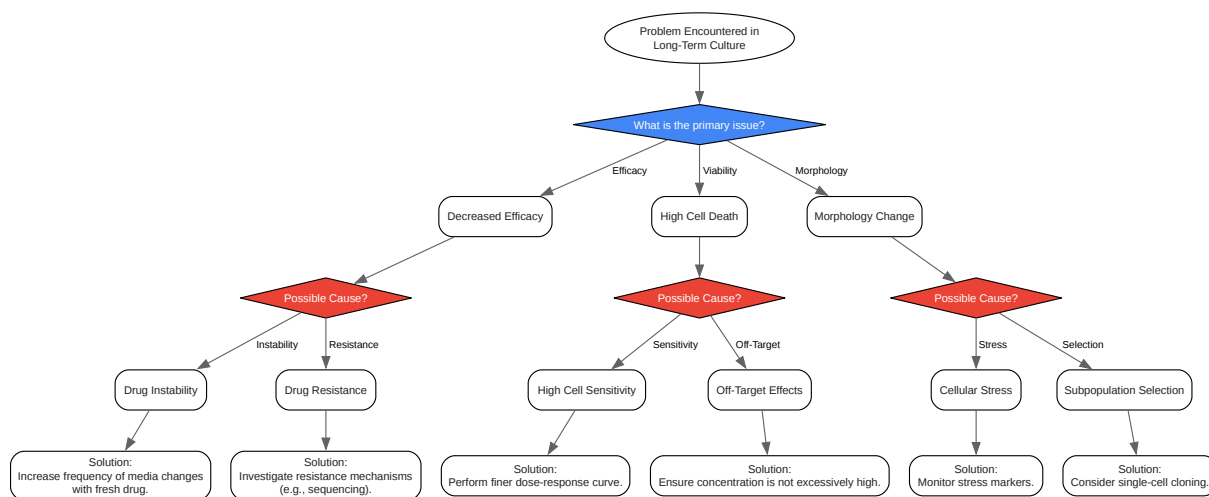 Problem Encountered in
Long-Term Culture
What is the primary issue?
Efficacy
Viability
Morphology
Decreased Efficacy
High Cell Death
Morphology Change
Possible Cause?
Possible Cause?
Possible Cause?
Instability
Resistance
Sensitivity
Off-Target
Stress
Selection
Drug Instability
Drug Resistance
High Cell Sensitivity
Off-Target Effects
Cellular Stress
Subpopulation Selection
Solution:
Increase frequency of media changes
with fresh drug.
Solution:
Investigate resistance mechanisms
(e.g., sequencing).
Solution:
Perform finer dose-response curve.
Solution:
Ensure concentration is not excessively high.
Solution:
Monitor stress markers.
Solution:
Consider single-cell cloning.